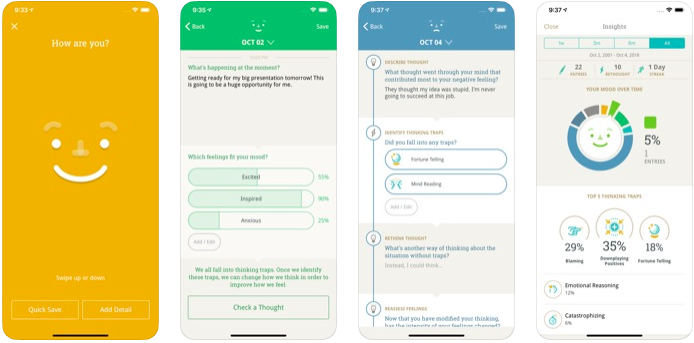 9:33
How are you?
Swipe up or down
Quick Save
Add Detail
9:35
Back
Save
OCT 02
What's happening at the moment?
Getting ready for my big presentation tomorrow! This
is going to be a huge opportunity for me.
Which feelings fit your mood?
Excited
55%
Inspired
90%
Anxious
25%
Add / Edit
We all fall into thinking traps. Once we identify
these traps, we can change how we think in order to
improve how we feel.
Check a Thought
9:37
Back
Save
OCT 04
DESCRIBE THOUGHT
What thought went through your mind that
contributed most to your negative feeling?
They thought my idea was stupid. I'm never
going to succeed at this job.
IDENTIFY THINKING TRAPS
Did you fall into any traps?
Fortune Telling
Mind Reading
Add / Edit
RETHINK THOUGHT
What's another way of thinking about the
situation without traps?
Instead, I could think...
REASSESS FEELINGS
Now that you have modified your thinking,
has the intensity of your feelings changed?
9:37
Close
Insights
1w
3m
6m
All
Oct 2, 2001 - Oct 4, 2018
22
ENTRIES
10
RETHOUGHT
1 Day
STREAK
YOUR MOOD OVER TIME
5%
1
ENTRIES
TOP 5 THINKING TRAPS
29%
Blaming
35%
Downplaying
Positives
18%
Fortune Telling
Emotional Reasoning
12%
Catastrophizing
6%